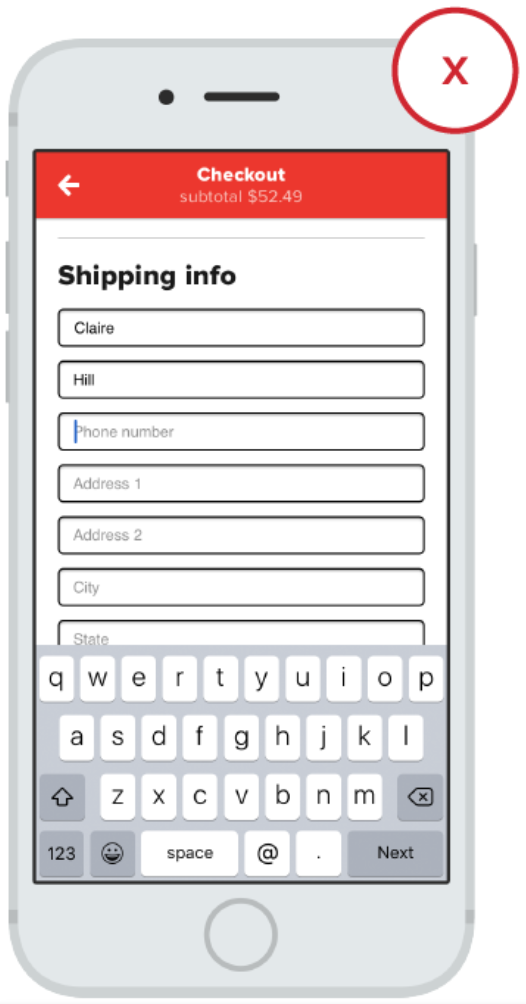 X
Checkout
subtotal $52.49
Shipping info
Claire
Hill
Phone number
Address 1
Address 2
City
State
q w e r t y u i o p
a s d f g h j k l
z x c v b n m
123 space @ . Next